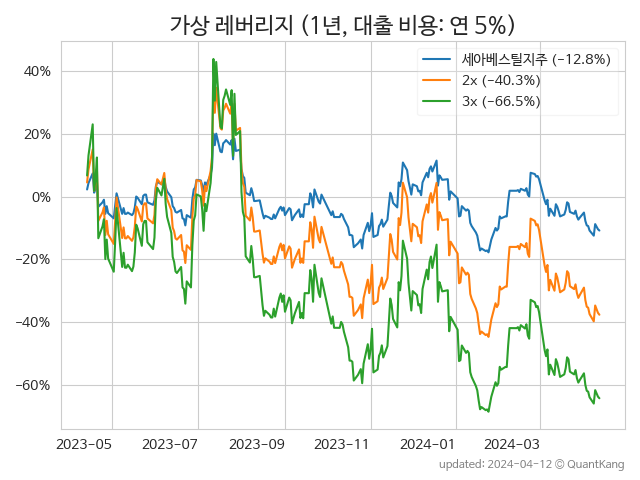 가상 레버리지 (1년, 대출 비용: 연 5%)
세아베스틸지주 (−12.8%)
2x (−40.3%)
3x (−66.5%)
40%
20%
0%
−20%
−40%
−60%
2023-05 2023-07 2023-09 2023-11 2024-01 2024-03
updated: 2024-04-12 © QuantKang